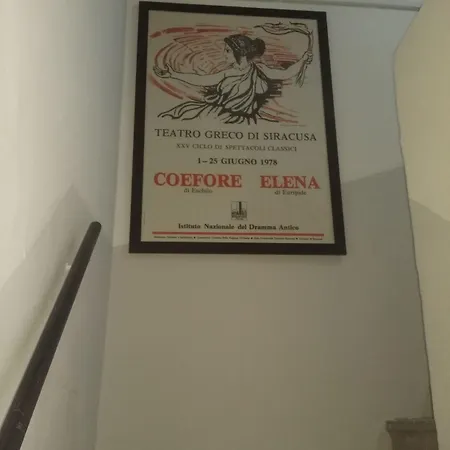 TEATRO GRECO DI SIRACUSA
XXV CICLO DI SPETTACOLI CLASSICI
1-25 GIUGNO 1978
COEFORE ELENA
di Eschilo di Euripide
Istituto Nazionale del Dramma Antico